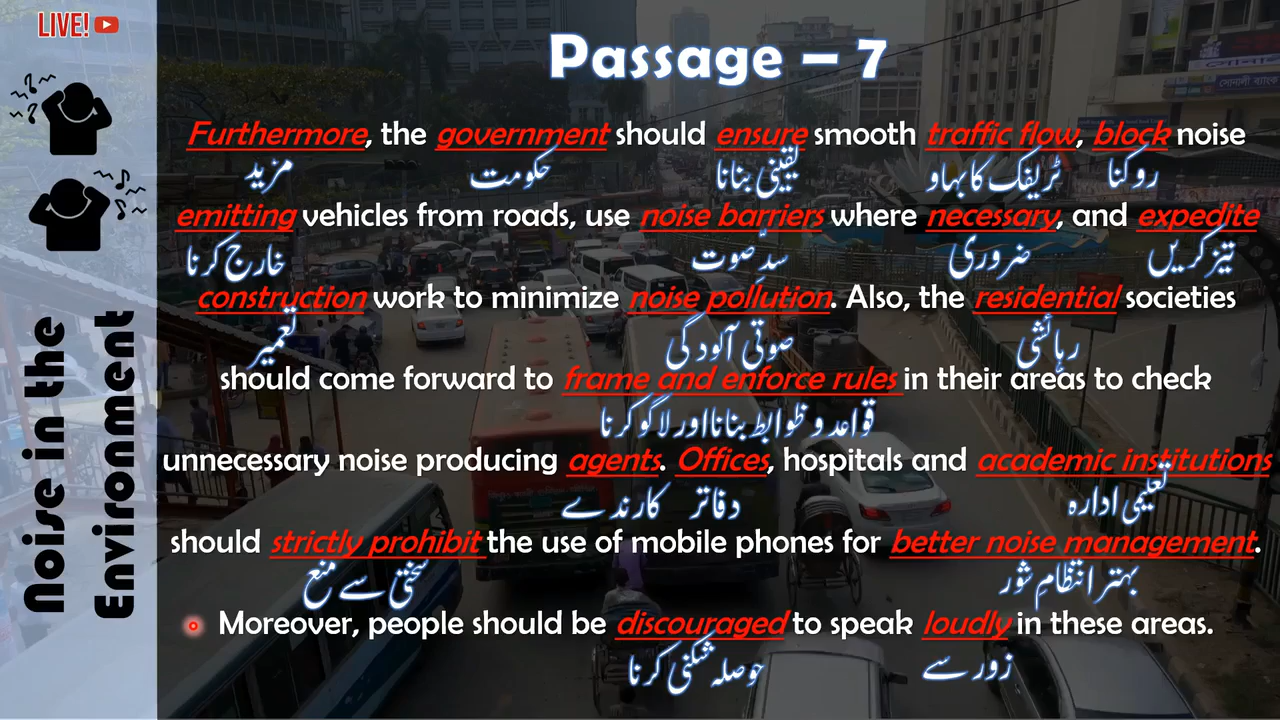 LIVE!
Noise in the
Environment
Passage – 7
Furthermore, the government should ensure smooth traffic flow, block noise
مزید حکومت یقینی بنانا ٹریفک کا بہاو روکنا
emitting vehicles from roads, use noise barriers where necessary, and expedite
خارج کرنا سدِّ صوت ضروری تیز کریں
construction work to minimize noise pollution. Also, the residential societies
تعمیر صوتی آلودگی رہائشی
should come forward to frame and enforce rules in their areas to check
قواعد و ظوابط بنانا اور لاگو کرنا
unnecessary noise producing agents. Offices, hospitals and academic institutions
کارندے دفاتر تعلیمی ادارہ
should strictly prohibit the use of mobile phones for better noise management.
سختی سے منع بہتر انتظامِ شور
Moreover, people should be discouraged to speak loudly in these areas.
حوصلہ شکنی کرنا زور سے